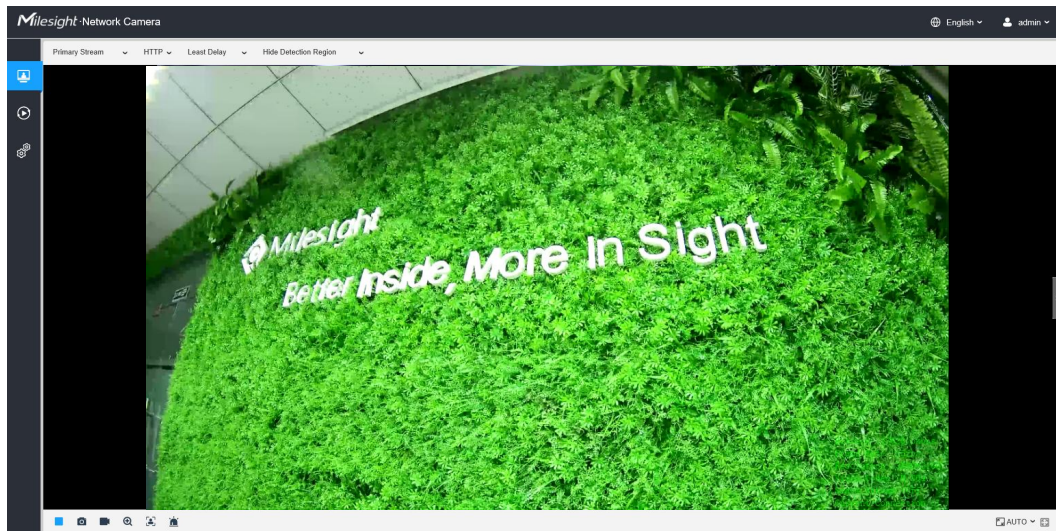 Milesight·Network Camera
English
admin
Primary Stream
HTTP
Least Delay
Hide Detection Region
Milesight
Better Inside, More In Sight
AUTO